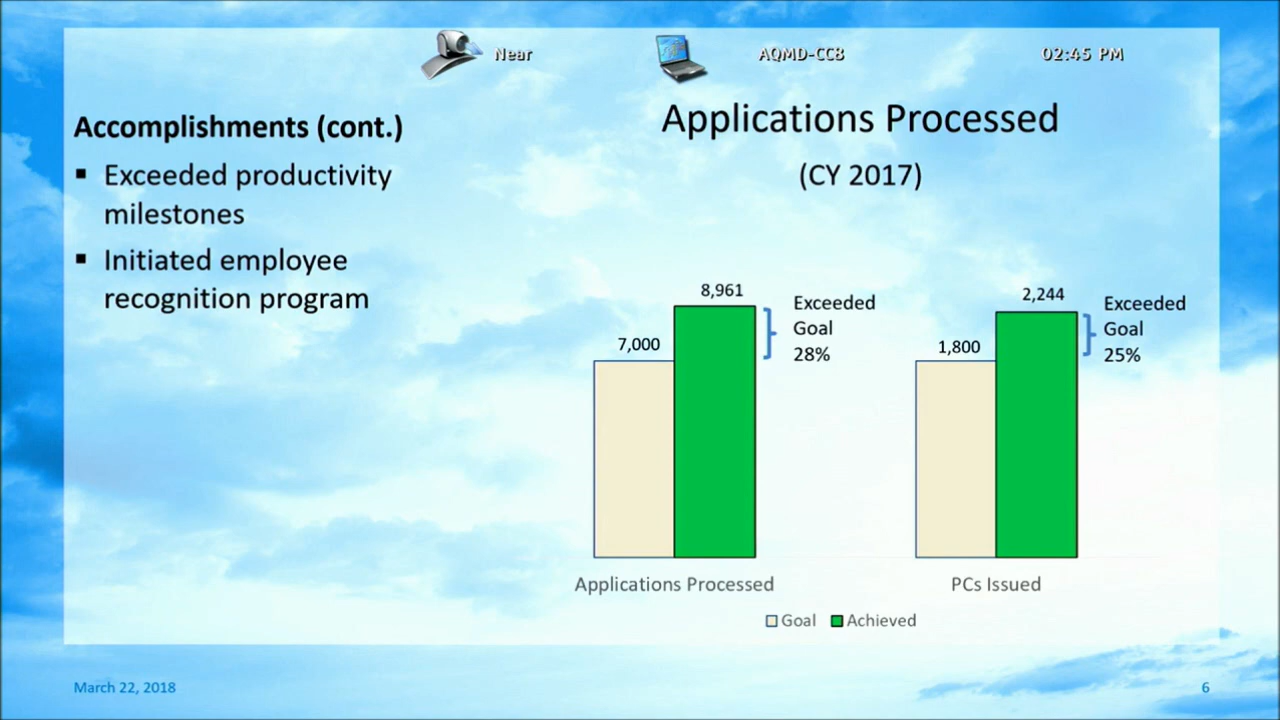 Near
AQMD-CC8
02:45 PM
Accomplishments (cont.)
▪ Exceeded productivity
milestones
▪ Initiated employee
recognition program
Applications Processed
(CY 2017)
8,961
7,000
Exceeded
Goal
28%
2,244
1,800
Exceeded
Goal
25%
Applications Processed
PCs Issued
Goal
Achieved
March 22, 2018
6